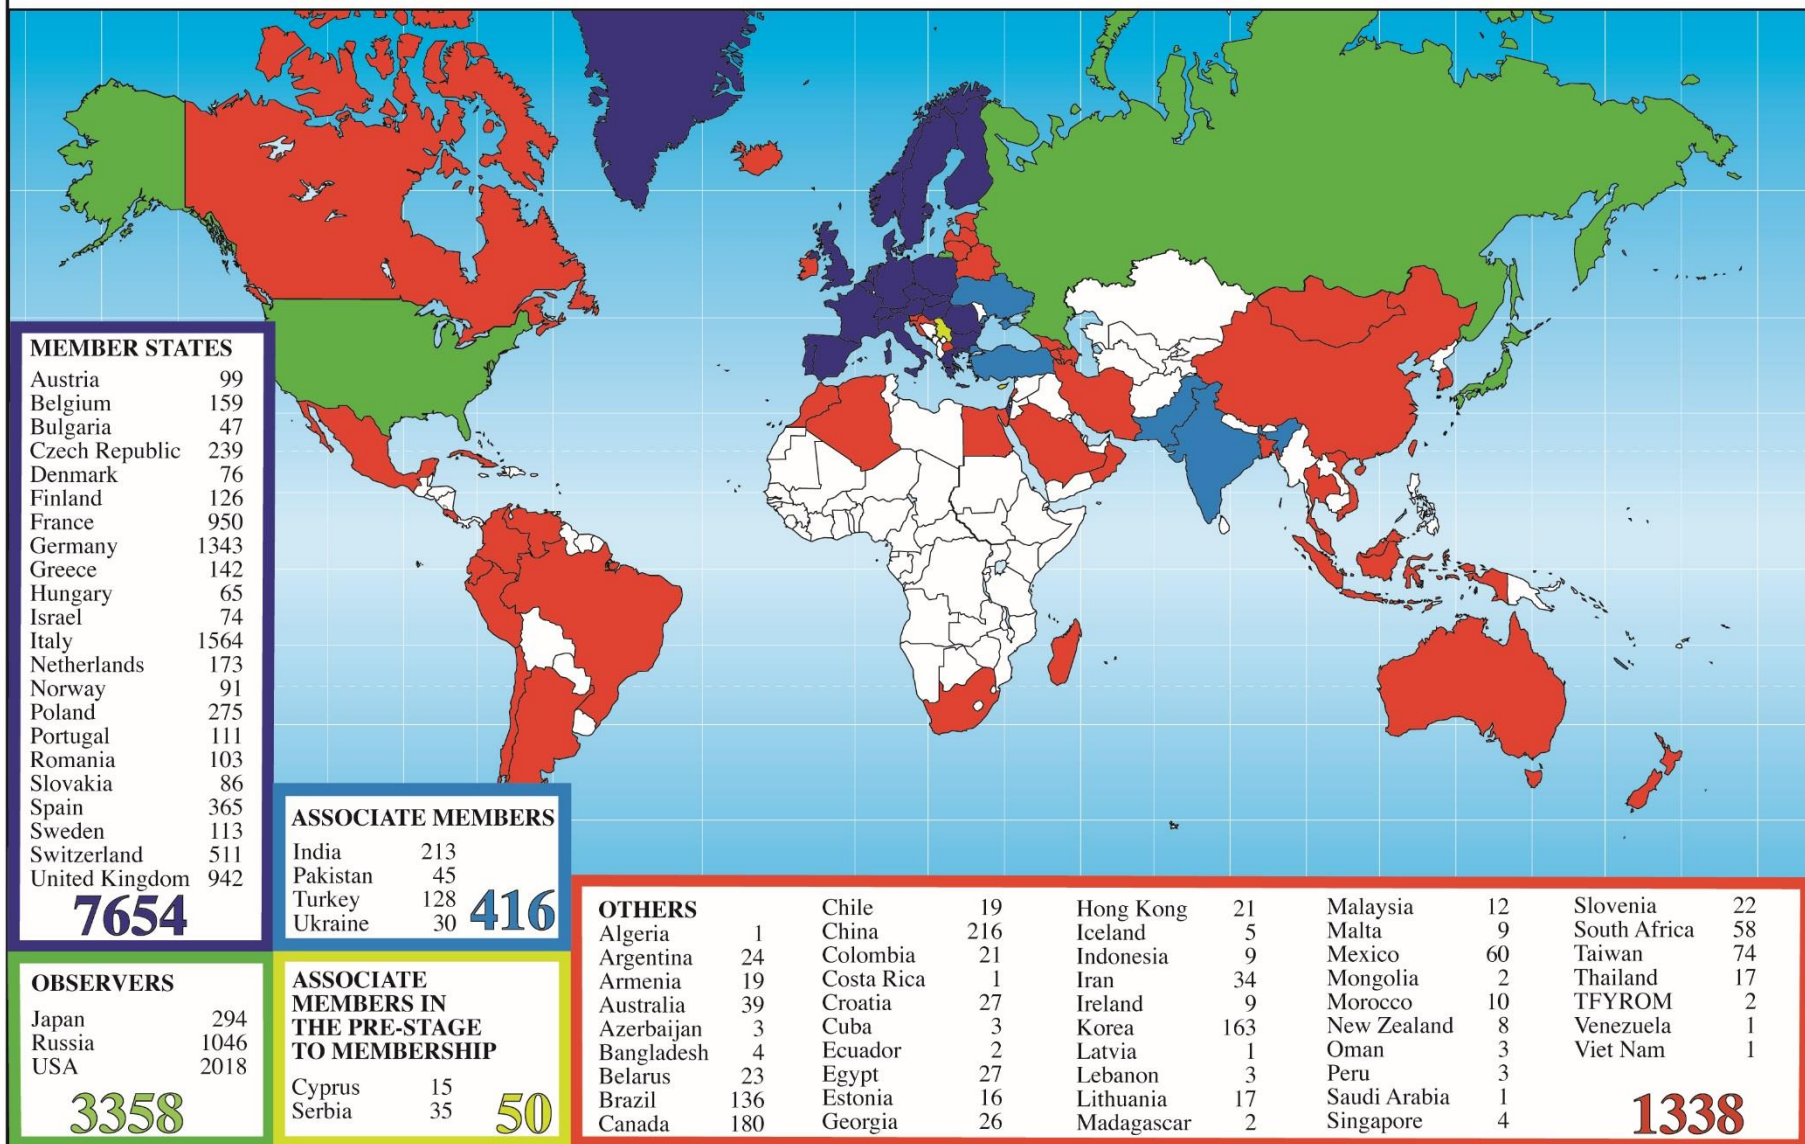 MEMBER STATES
Austria 99
Belgium 159
Bulgaria 47
Czech Republic 239
Denmark 76
Finland 126
France 950
Germany 1343
Greece 142
Hungary 65
Israel 74
Italy 1564
Netherlands 173
Norway 91
Poland 275
Portugal 111
Romania 103
Slovakia 86
Spain 365
Sweden 113
Switzerland 511
United Kingdom 942
7654
ASSOCIATE MEMBERS
India 213
Pakistan 45
Turkey 128
Ukraine 30
416
OBSERVERS
Japan 294
Russia 1046
USA 2018
3358
ASSOCIATE
MEMBERS IN
THE PRE-STAGE
TO MEMBERSHIP
Cyprus 15
Serbia 35
50
OTHERS
Algeria 1
Argentina 24
Armenia 19
Australia 39
Azerbaijan 3
Bangladesh 4
Belarus 23
Brazil 136
Canada 180
Chile 19
China 216
Colombia 21
Costa Rica 1
Croatia 27
Cuba 3
Ecuador 2
Egypt 27
Estonia 16
Georgia 26
Hong Kong 21
Iceland 5
Indonesia 9
Iran 34
Ireland 9
Korea 163
Latvia 1
Lebanon 3
Lithuania 17
Madagascar 2
Malaysia 12
Malta 9
Mexico 60
Mongolia 2
Morocco 10
New Zealand 8
Oman 3
Peru 3
Saudi Arabia 1
Singapore 4
Slovenia 22
South Africa 58
Taiwan 74
Thailand 17
TFYROM 2
Venezuela 1
Viet Nam 1
1338